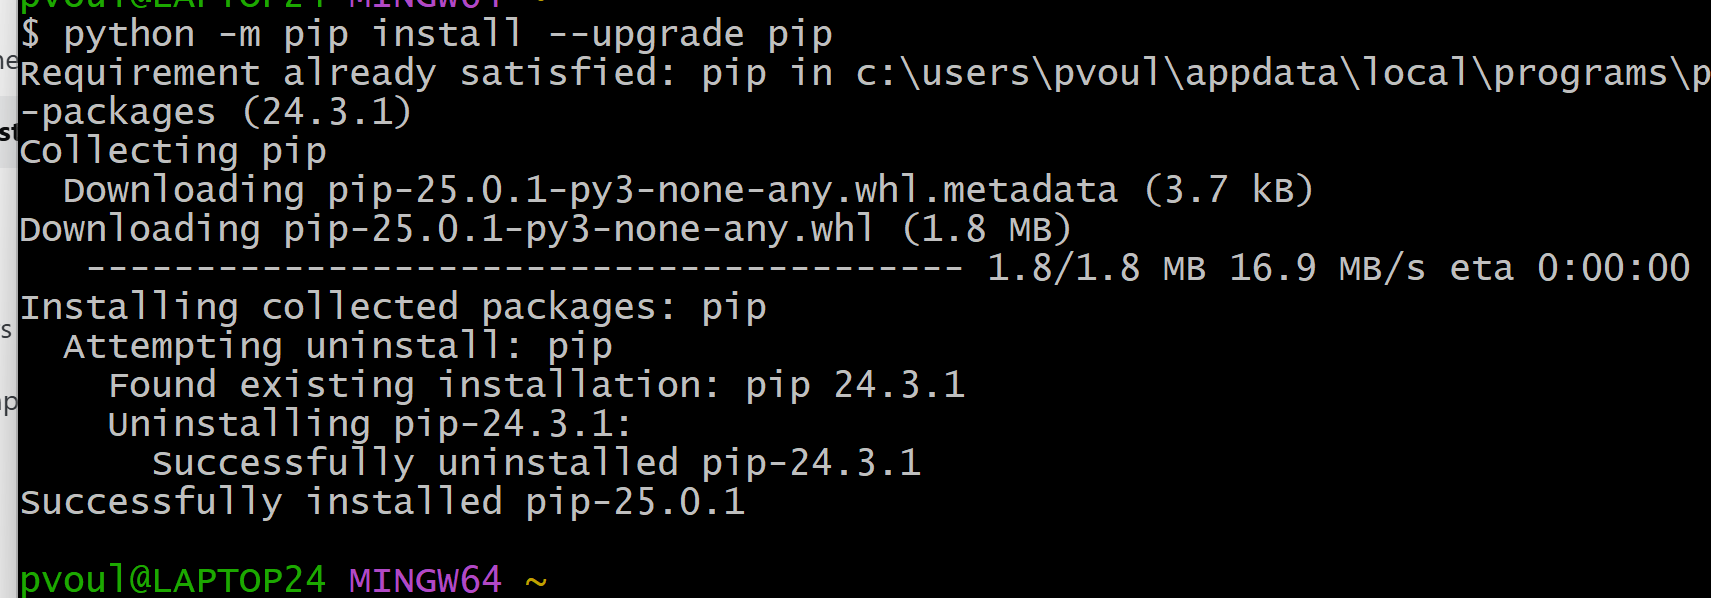 pvoul@LAPTOP24 MINGW64 ~
$ python -m pip install --upgrade pip
Requirement already satisfied: pip in c:\users\pvoul\appdata\local\programs\p
-packages (24.3.1)
Collecting pip
  Downloading pip-25.0.1-py3-none-any.whl.metadata (3.7 kB)
Downloading pip-25.0.1-py3-none-any.whl (1.8 MB)
   ---------------------------------------- 1.8/1.8 MB 16.9 MB/s eta 0:00:00
Installing collected packages: pip
  Attempting uninstall: pip
    Found existing installation: pip 24.3.1
    Uninstalling pip-24.3.1:
      Successfully uninstalled pip-24.3.1
Successfully installed pip-25.0.1
pvoul@LAPTOP24 MINGW64 ~